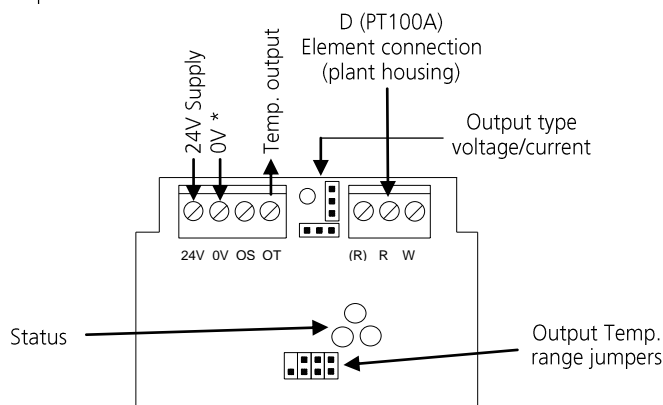 D (PT100A)
Element connection
(plant housing)
24V Supply
0V *
Temp. output
Output type
voltage/current
24V 0V OS OT
(R) R W
Status
Output Temp.
range jumpers